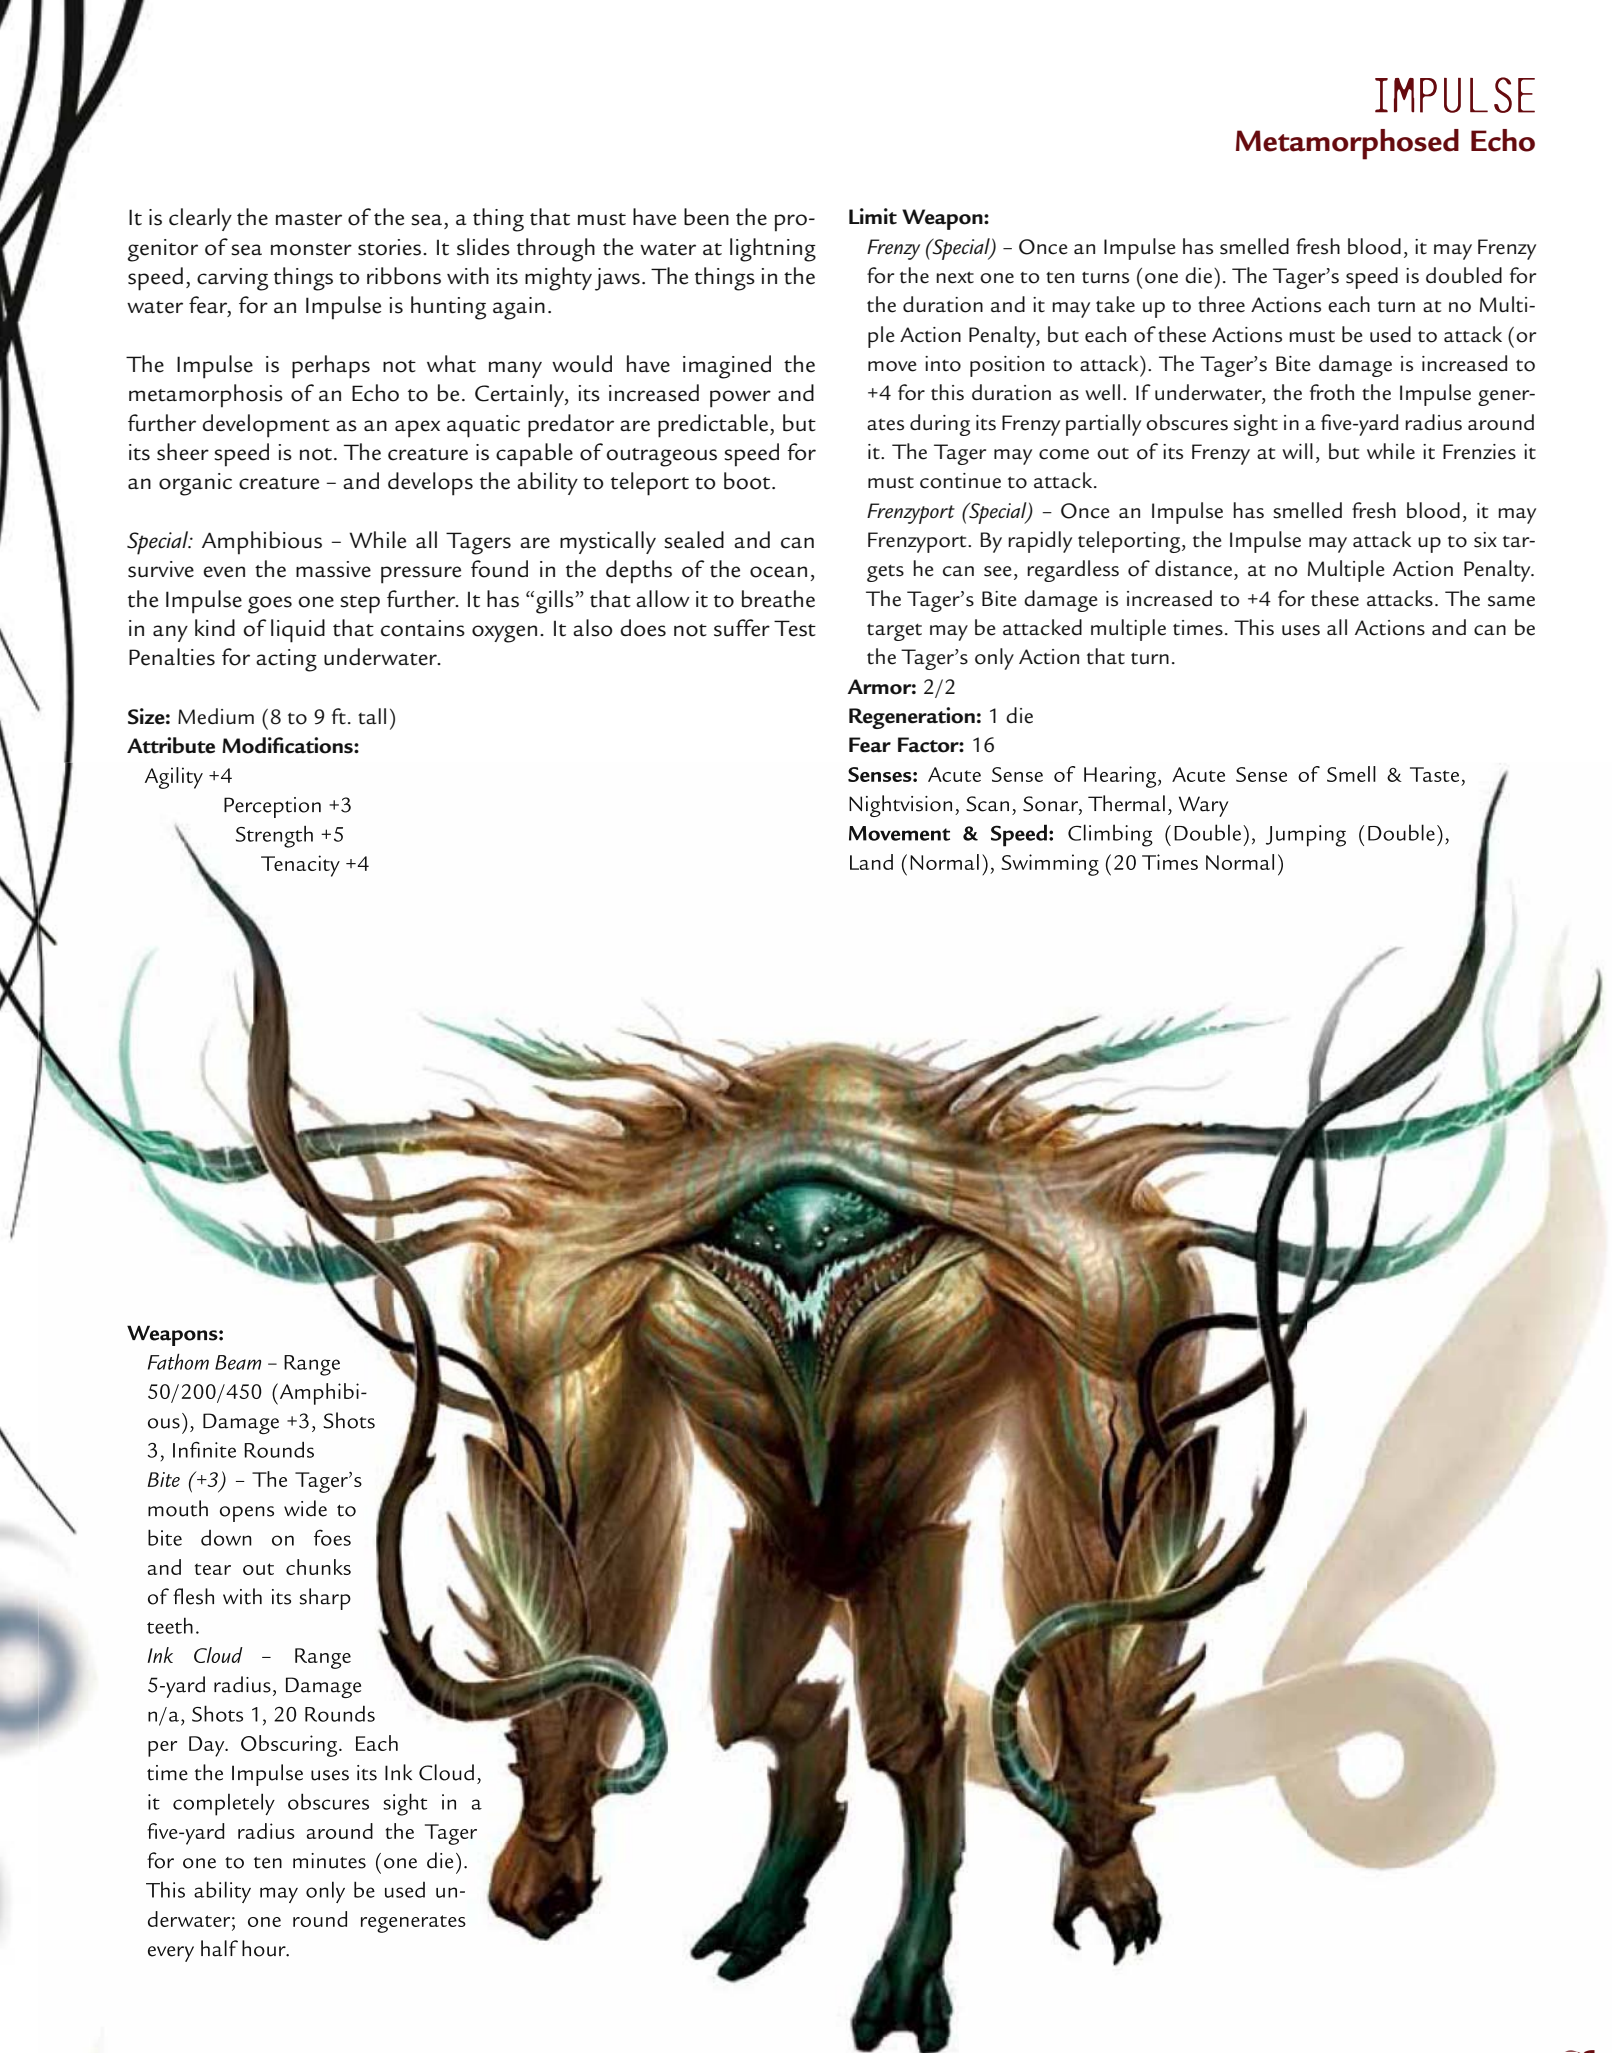 IMPULSE
Metamorphosed Echo
It is clearly the master of the sea, a thing that must have been the pro-
genitor of sea monster stories. It slides through the water at lightning
speed, carving things to ribbons with its mighty jaws. The things in the
water fear, for an Impulse is hunting again.
The Impulse is perhaps not what many would have imagined the
metamorphosis of an Echo to be. Certainly, its increased power and
further development as an apex aquatic predator are predictable, but
its sheer speed is not. The creature is capable of outrageous speed for
an organic creature – and develops the ability to teleport to boot.
Special: Amphibious – While all Tagers are mystically sealed and can
survive even the massive pressure found in the depths of the ocean,
the Impulse goes one step further. It has “gills” that allow it to breathe
in any kind of liquid that contains oxygen. It also does not suffer Test
Penalties for acting underwater.
Size: Medium (8 to 9 ft. tall)
Attribute Modifications:
Agility +4
Perception +3
Strength +5
Tenacity +4
Weapons:
Fathom Beam – Range
50/200/450 (Amphibi-
ous), Damage +3, Shots
3, Infinite Rounds
Bite (+3) – The Tager’s
mouth opens wide to
bite down on foes
and tear out chunks
of flesh with its sharp
teeth.
Ink Cloud – Range
5-yard radius, Damage
n/a, Shots 1, 20 Rounds
per Day. Obscuring. Each
time the Impulse uses its Ink Cloud,
it completely obscures sight in a
five-yard radius around the Tager
for one to ten minutes (one die).
This ability may only be used un-
derwater; one round regenerates
every half hour.
Limit Weapon:
Frenzy (Special) – Once an Impulse has smelled fresh blood, it may Frenzy
for the next one to ten turns (one die). The Tager’s speed is doubled for
the duration and it may take up to three Actions each turn at no Multi-
ple Action Penalty, but each of these Actions must be used to attack (or
move into position to attack). The Tager’s Bite damage is increased to
+4 for this duration as well. If underwater, the froth the Impulse gener-
ates during its Frenzy partially obscures sight in a five-yard radius around
it. The Tager may come out of its Frenzy at will, but while it Frenzies it
must continue to attack.
Frenzyport (Special) – Once an Impulse has smelled fresh blood, it may
Frenzyport. By rapidly teleporting, the Impulse may attack up to six tar-
gets he can see, regardless of distance, at no Multiple Action Penalty.
The Tager’s Bite damage is increased to +4 for these attacks. The same
target may be attacked multiple times. This uses all Actions and can be
the Tager’s only Action that turn.
Armor: 2/2
Regeneration: 1 die
Fear Factor: 16
Senses: Acute Sense of Hearing, Acute Sense of Smell & Taste,
Nightvision, Scan, Sonar, Thermal, Wary
Movement & Speed: Climbing (Double), Jumping (Double),
Land (Normal), Swimming (20 Times Normal)